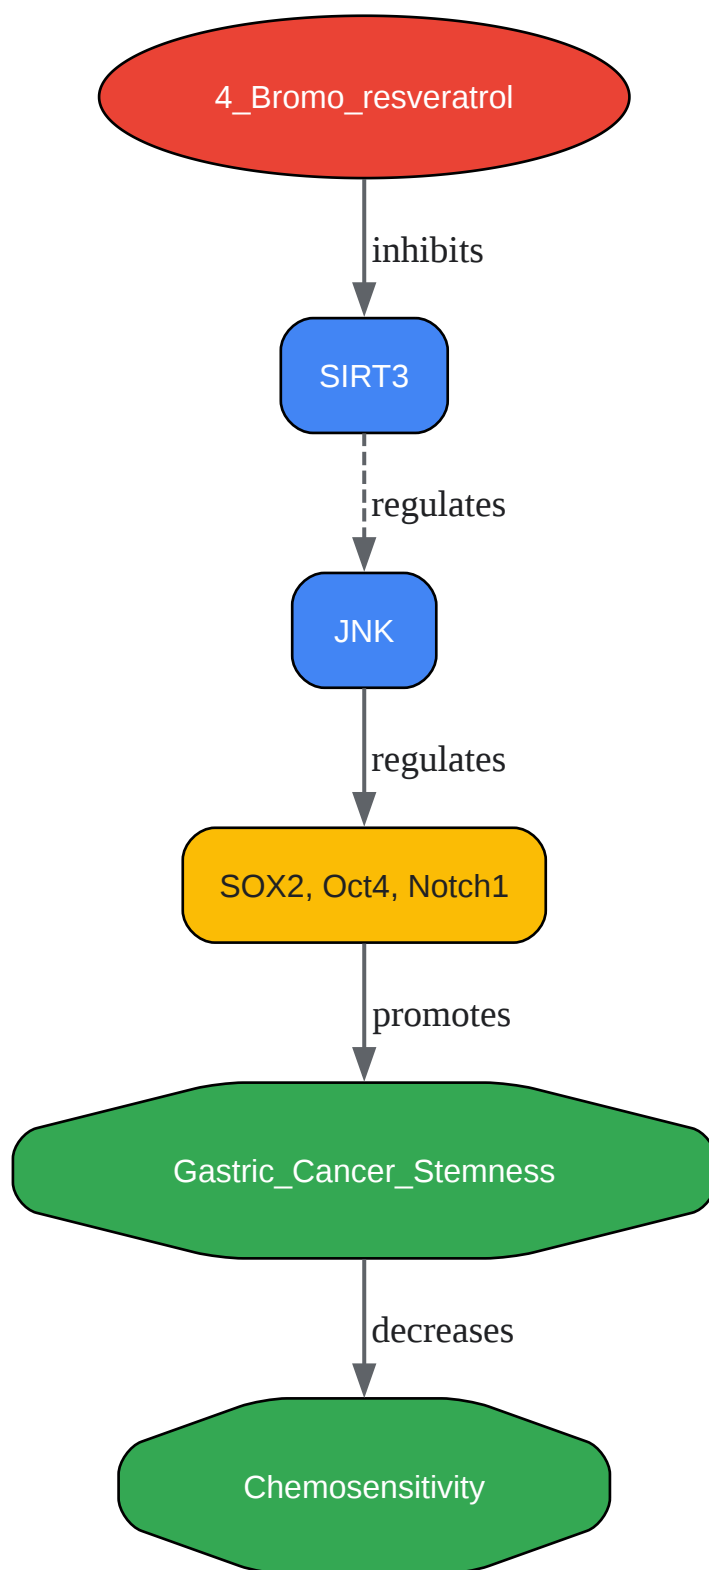 4_Bromo_resveratrol
inhibits
SIRT3
regulates
JNK
regulates
SOX2, Oct4, Notch1
promotes
Gastric_Cancer_Stemness
decreases
Chemosensitivity